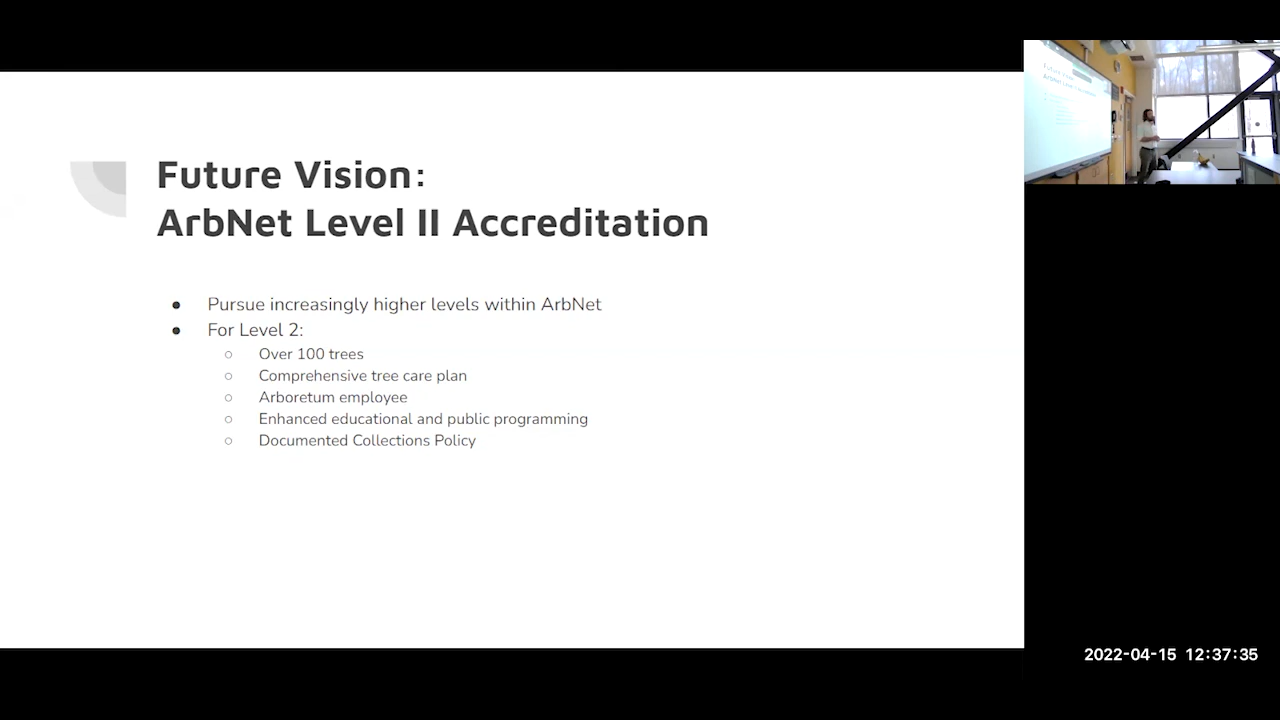 Future Vision:
ArbNet Level II Accreditation
● Pursue increasingly higher levels within ArbNet
● For Level 2:
○ Over 100 trees
○ Comprehensive tree care plan
○ Arboretum employee
○ Enhanced educational and public programming
○ Documented Collections Policy
2022-04-15 12:37:35